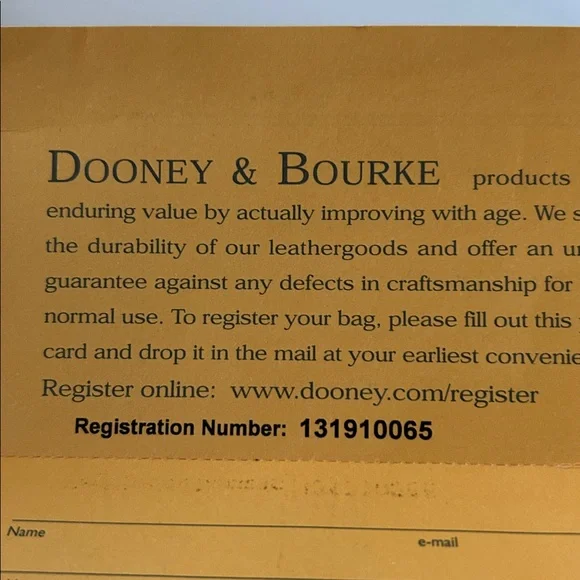 DOONEY & BOURKE products
enduring value by actually improving with age. We
the durability of our leathergoods and offer an
guarantee against any defects in craftsmanship for
normal use. To register your bag, please fill out this
card and drop it in the mail at your earliest
Register online: www.dooney.com/register
Registration Number: 131910065
Name
e-mail